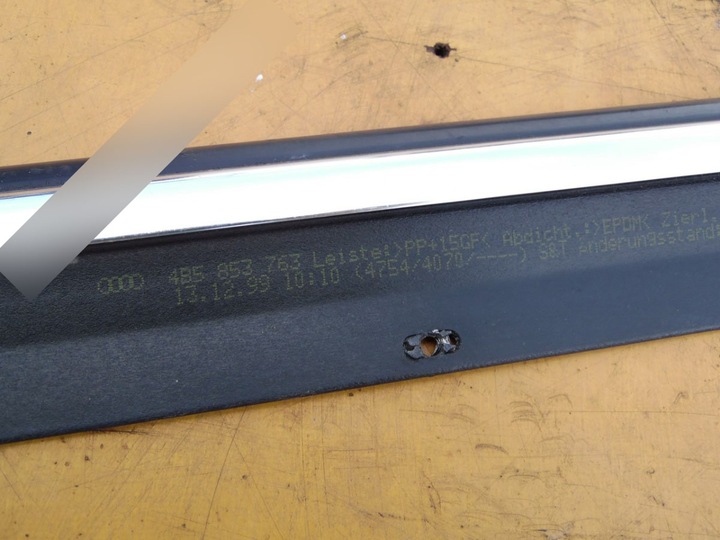 4B5 853 763 Leiste:>PP+15GF< Abdicht.:>EPDM< Zierl.
13.12.99 10:10 (4754/4070/----) S&T Änderungsstand